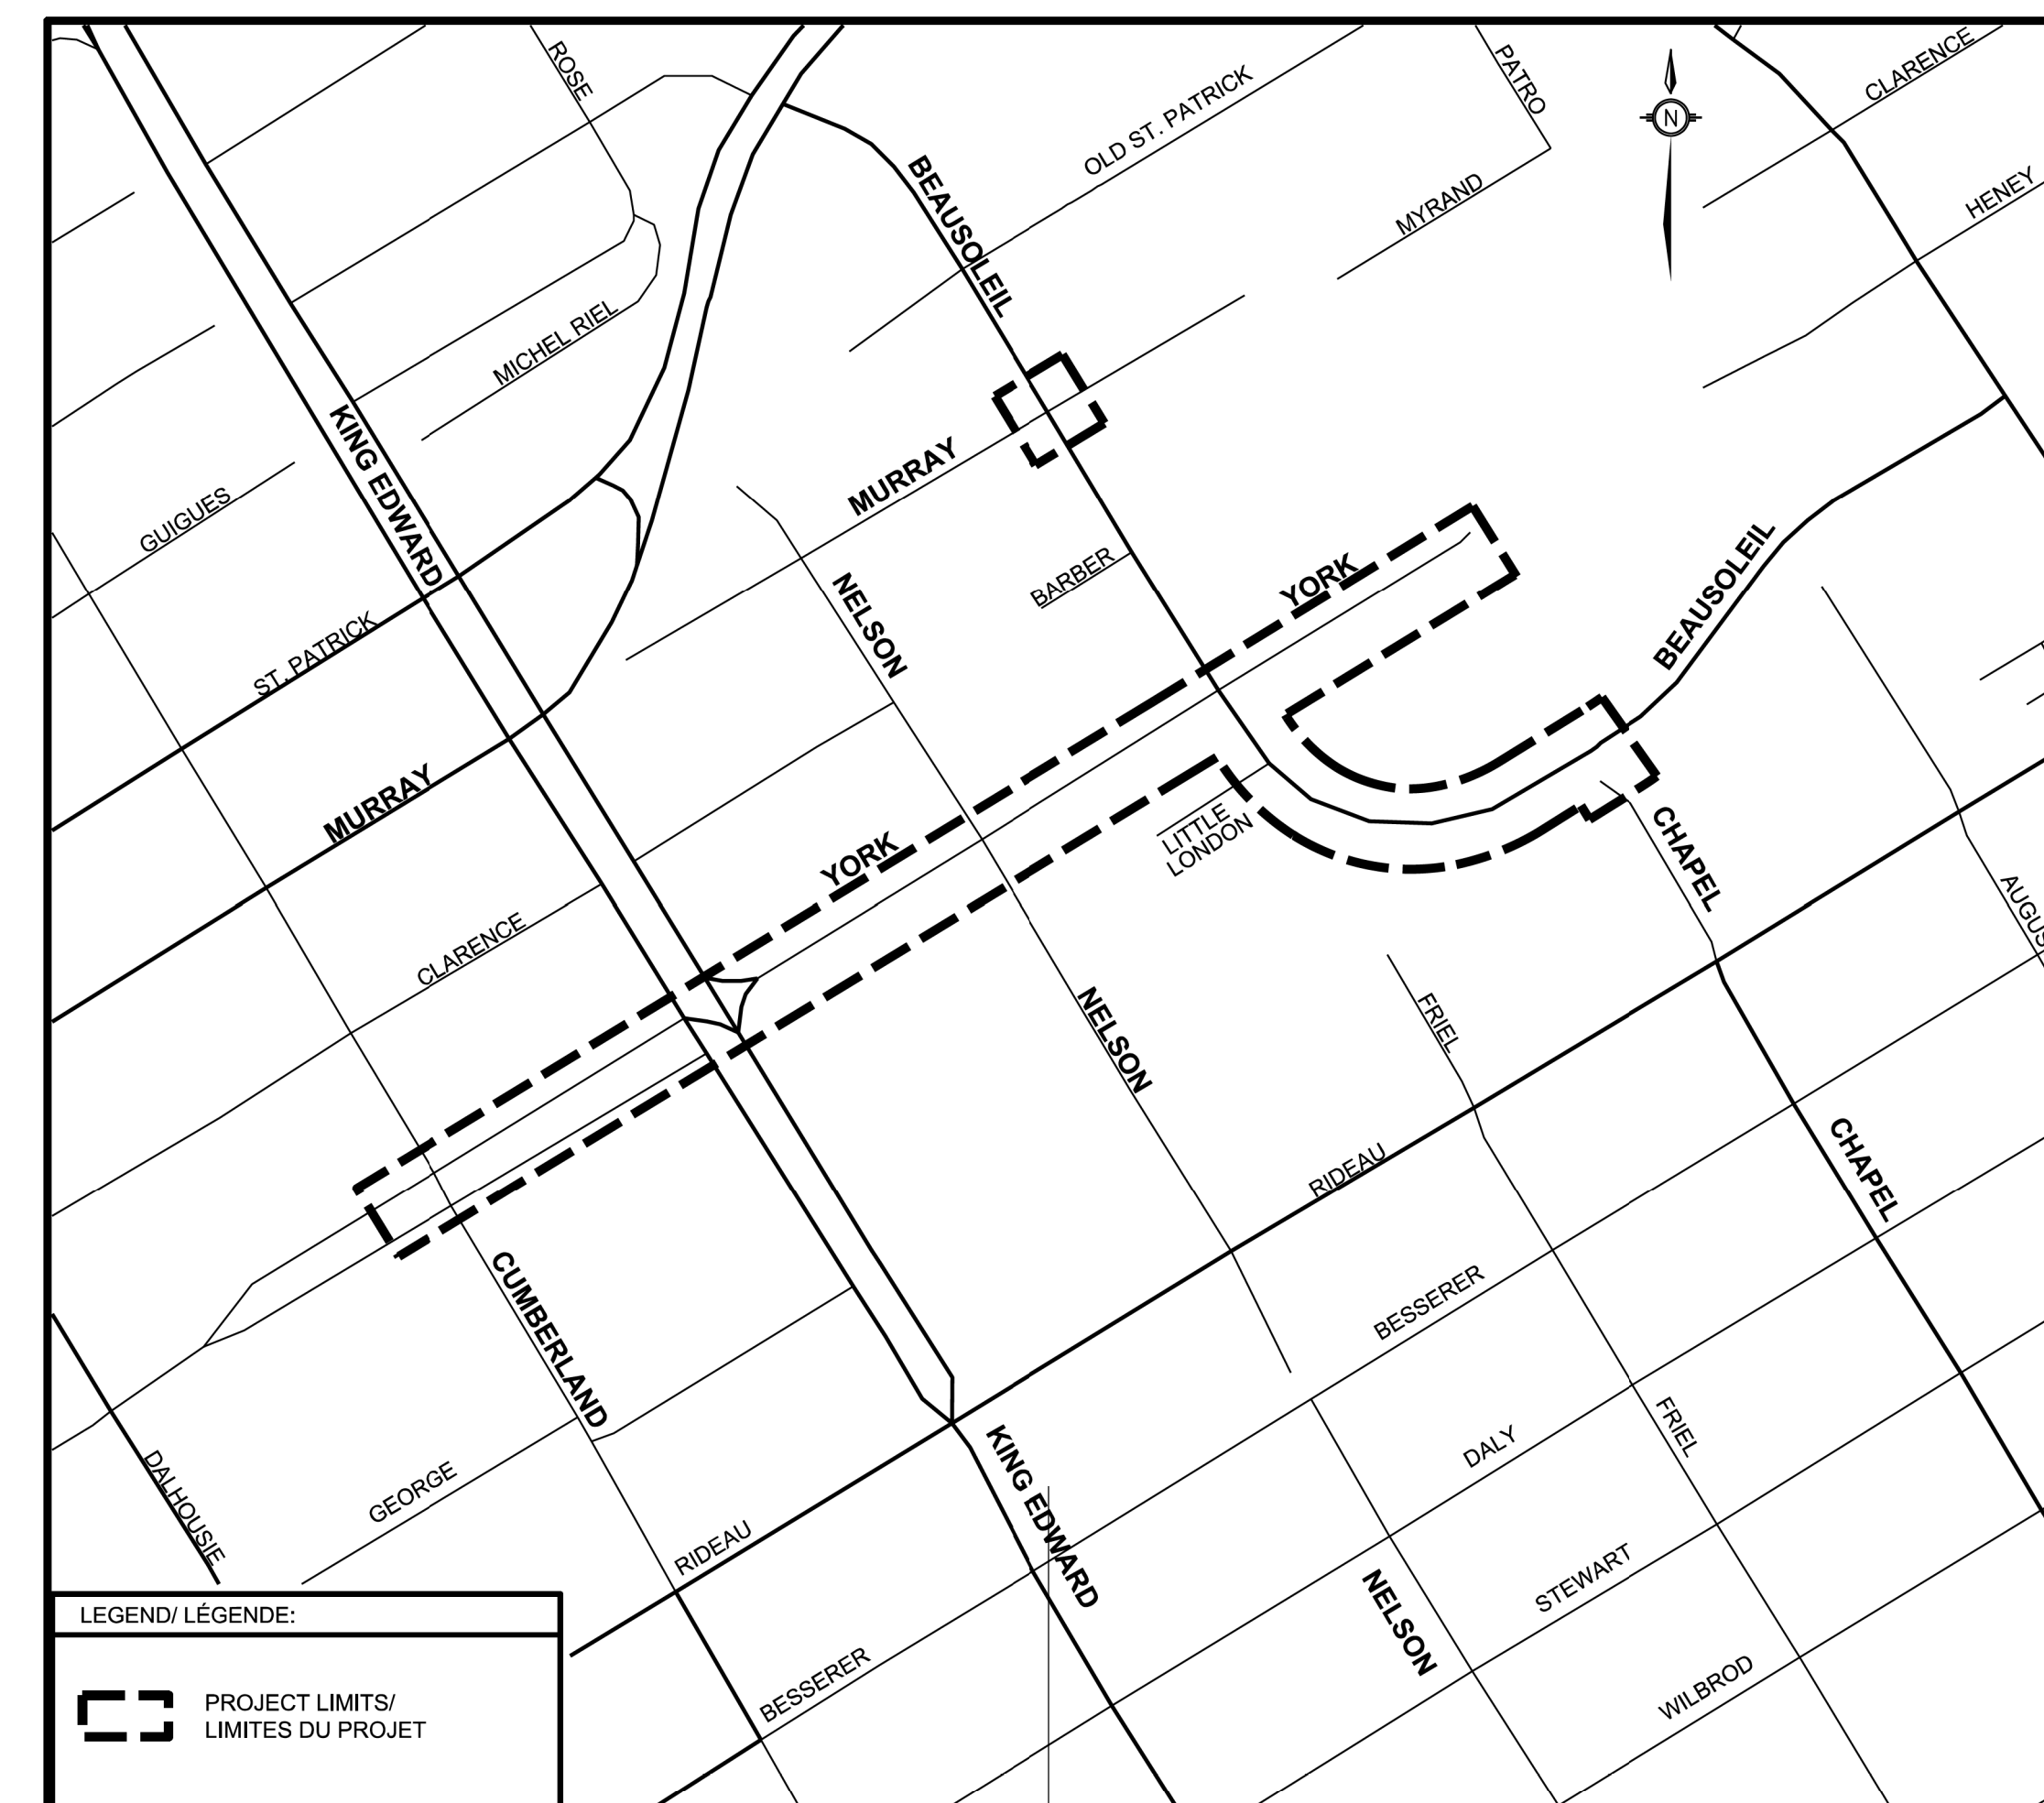 ROSE
PATRO
CLARENCE
OLD ST. PATRICK
N
BEAUSOLEIL
MYRAND
HENEY
MICHEL RIEL
KING EDWARD
MURRAY
GUIGUES
BARBER
YORK
BEAUSOLEIL
NELSON
ST. PATRICK
MURRAY
YORK
LITTLE
LONDON
CHAPEL
CLARENCE
NELSON
FRIEL
RIDEAU
CHAPEL
CUMBERLAND
BESSERER
DALHOUSIE
GEORGE
RIDEAU
KING EDWARD
DALY
FRIEL
NELSON
STEWART
BESSERER
WILBROD
LEGEND/ LÉGENDE:
PROJECT LIMITS/
LIMITES DU PROJET